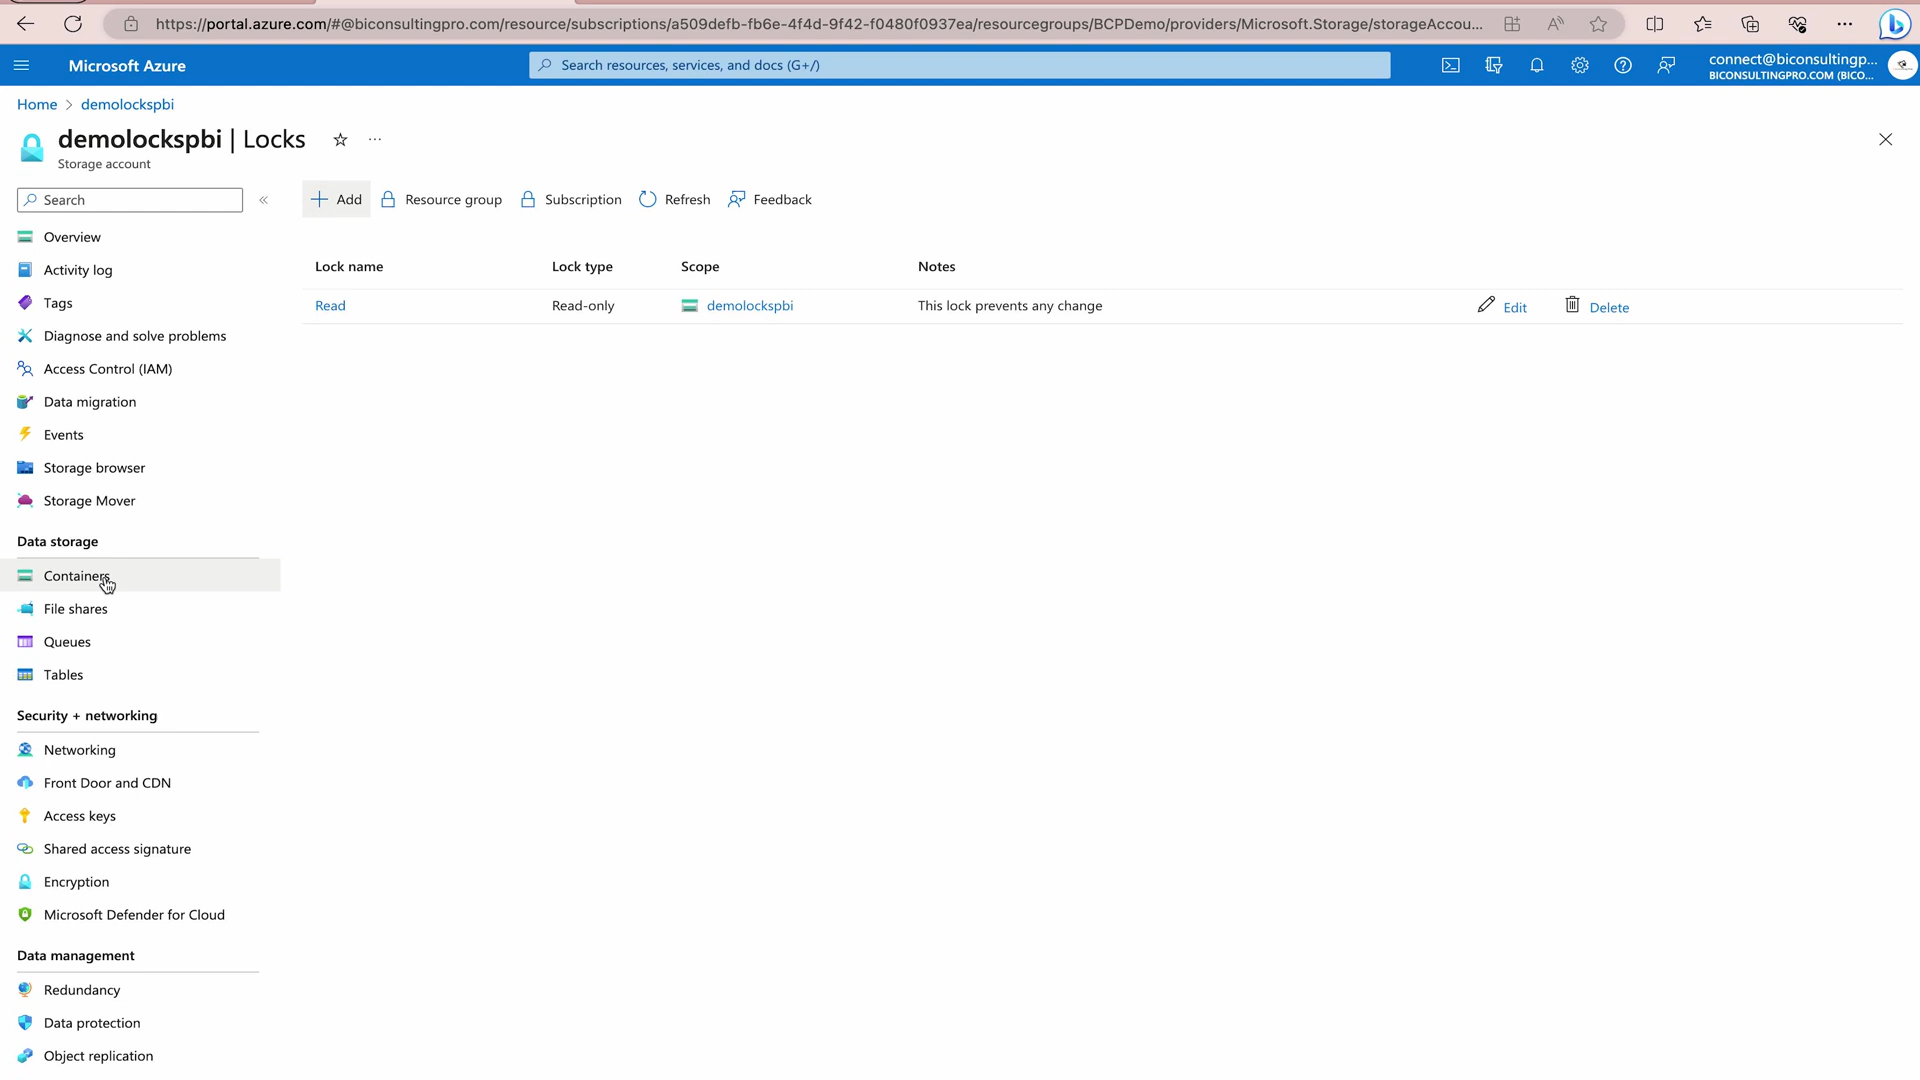 https://portal.azure.com/#@biconsultingpro.com/resource/subscriptions/a509defb-fb6e-4f4d-9f42-f0480f0937ea/resourcegroups/BCPDemo/providers/Microsoft.Storage/storageAccou...
Microsoft Azure
Search resources, services, and docs (G+/)
connect@biconsultingp...
BICONSULTINGPRO.COM (BICO...
Home > demolockspbi
demolockspbi | Locks
Storage account
Search
Add Resource group Subscription Refresh Feedback
Lock name Lock type Scope Notes
Read Read-only demolockspbi This lock prevents any change Edit Delete
Overview
Activity log
Tags
Diagnose and solve problems
Access Control (IAM)
Data migration
Events
Storage browser
Storage Mover
Data storage
Containers
File shares
Queues
Tables
Security + networking
Networking
Front Door and CDN
Access keys
Shared access signature
Encryption
Microsoft Defender for Cloud
Data management
Redundancy
Data protection
Object replication